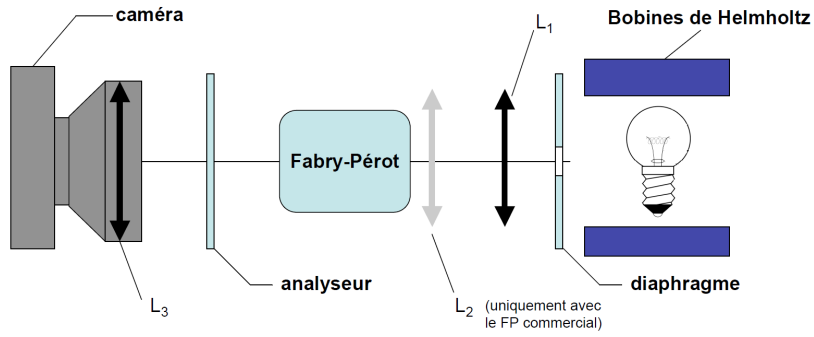 caméra
L1
Bobines de Helmholtz
Fabry-Pérot
analyseur
diaphragme
L3
L2
(uniquement avec
le FP commercial)